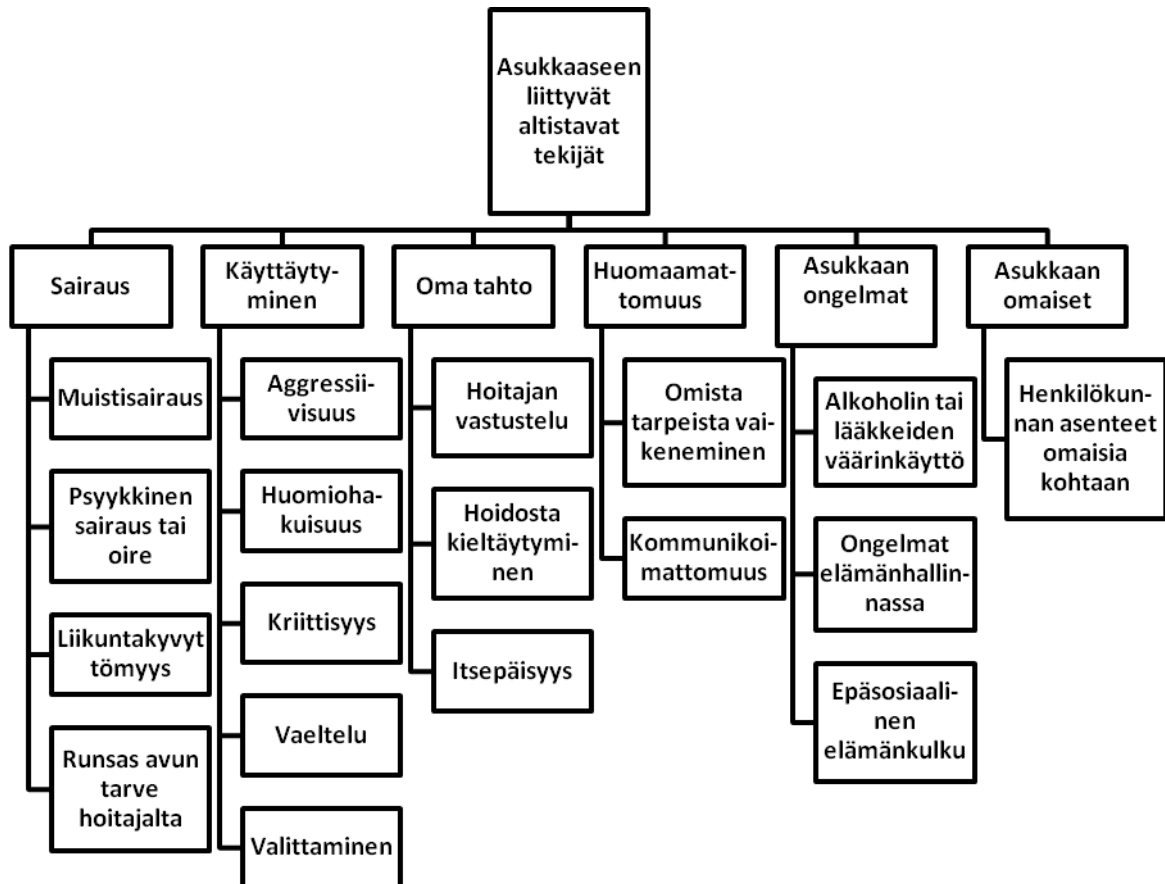 Asukkaaseen
liittyvät
altistavat
tekijät
Sairaus
Muistisairaus
Psyykkinen
sairaus tai
oire
Liikuntakyvyt
tömyys
Runsas avun
tarve
hoitajalta
Käyttäyty-
minen
Aggressii-
visuus
Huomioha-
kuisuus
Kriittisyys
Vaeltelu
Valittaminen
Oma tahto
Hoitajan
vastustelu
Hoidosta
kieltäytymi-
nen
Itsepäisyys
Huomaamat-
tomuus
Omista
tarpeista vai-
keneminen
Kommunikoi-
mattomuus
Asukkaan
ongelmat
Alkoholin tai
lääkkeiden
väärinkäyttö
Ongelmat
elämänhallin-
nassa
Epäsosiaali-
nen
elämänkulku
Asukkaan
omaiset
Henkilökun-
nan asenteet
omaisia
kohtaan